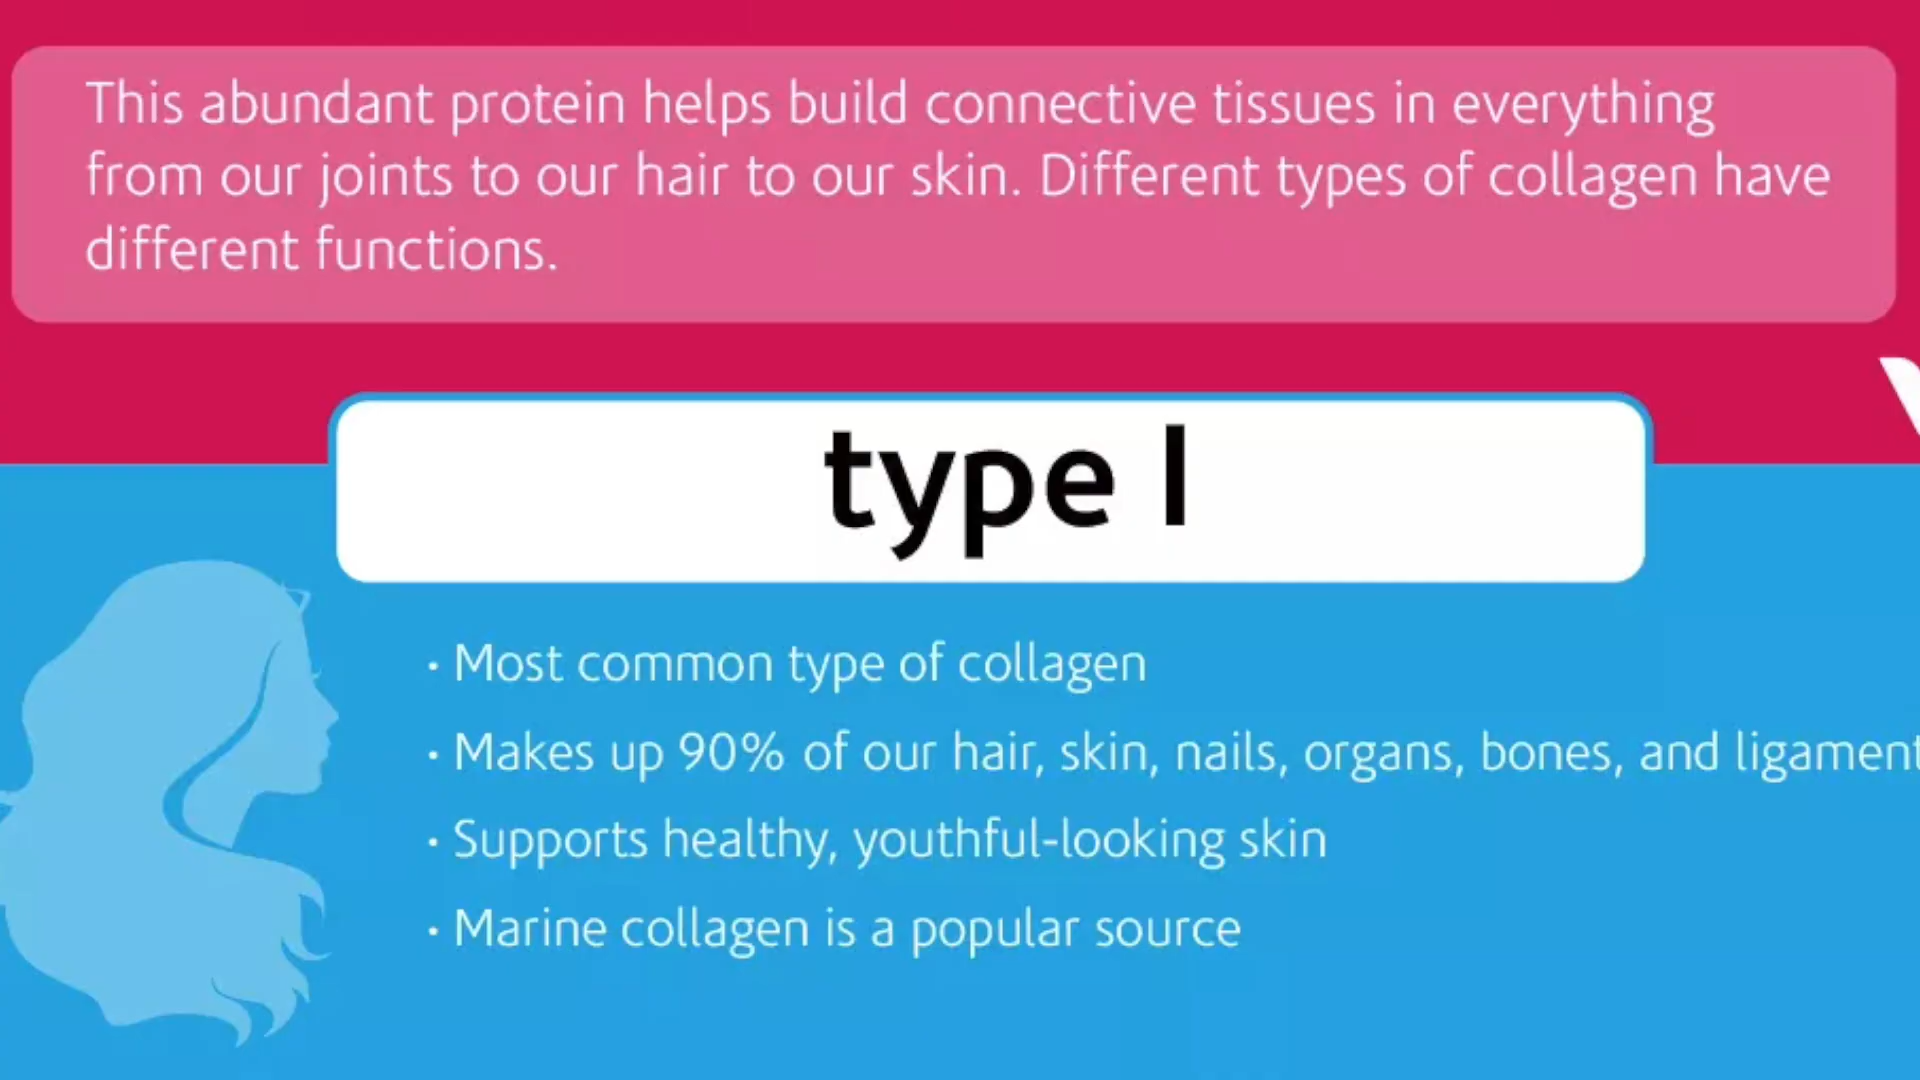 This abundant protein helps build connective tissues in everything
from our joints to our hair to our skin. Different types of collagen have
different functions.
type I
• Most common type of collagen
• Makes up 90% of our hair, skin, nails, organs, bones, and ligament
• Supports healthy, youthful-looking skin
• Marine collagen is a popular source